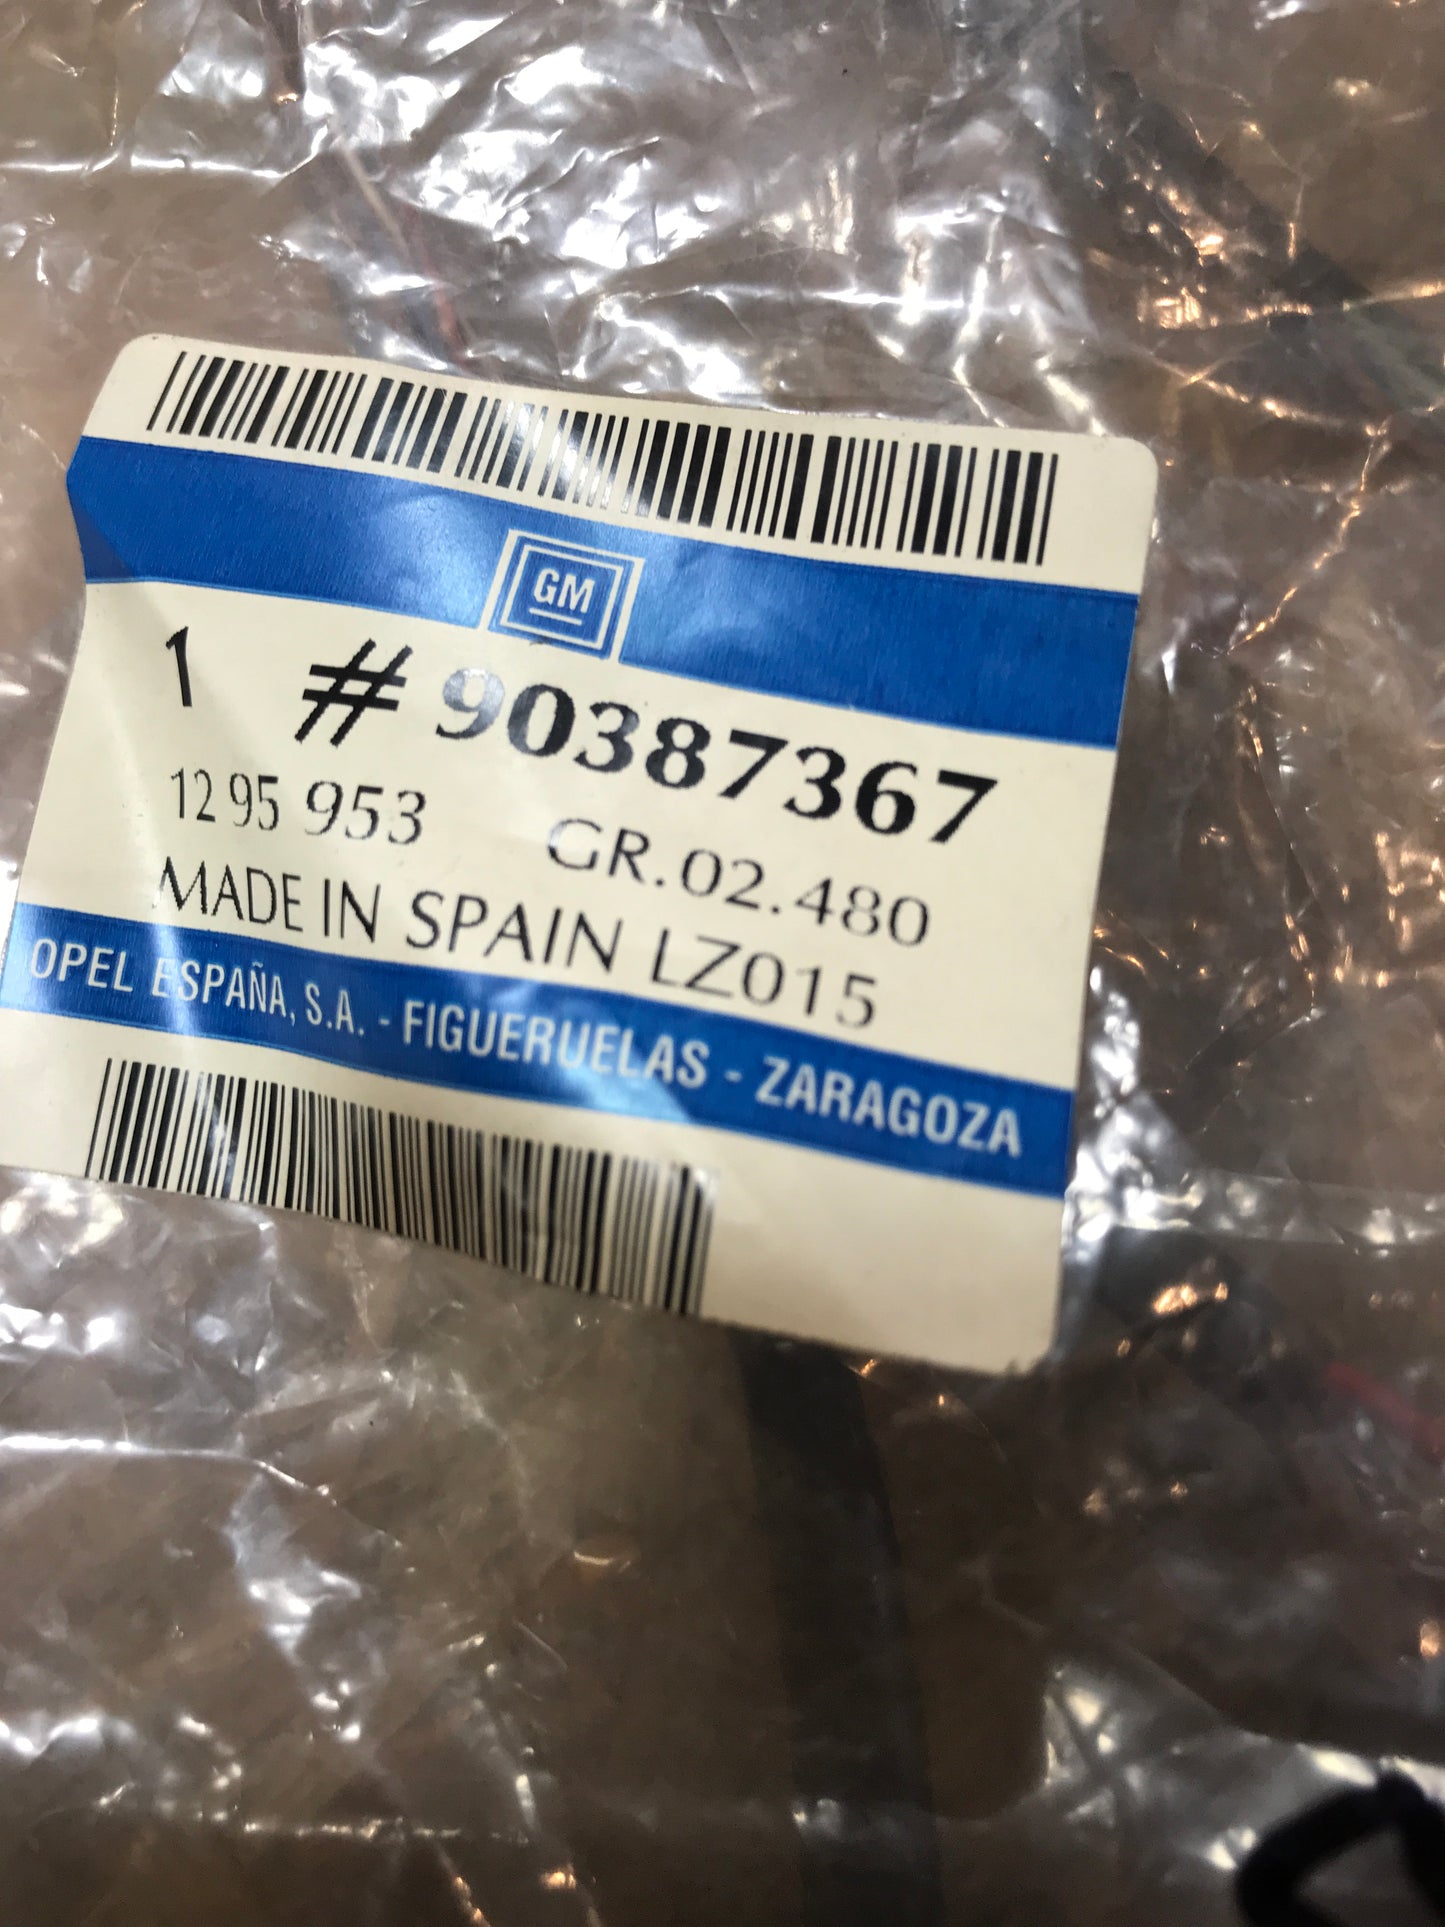 GM
1 # 90387367
12 95 953 GR.02.480
MADE IN SPAIN LZ015
OPEL ESPAÑA, S.A. - FIGUERUELAS - ZARAGOZA